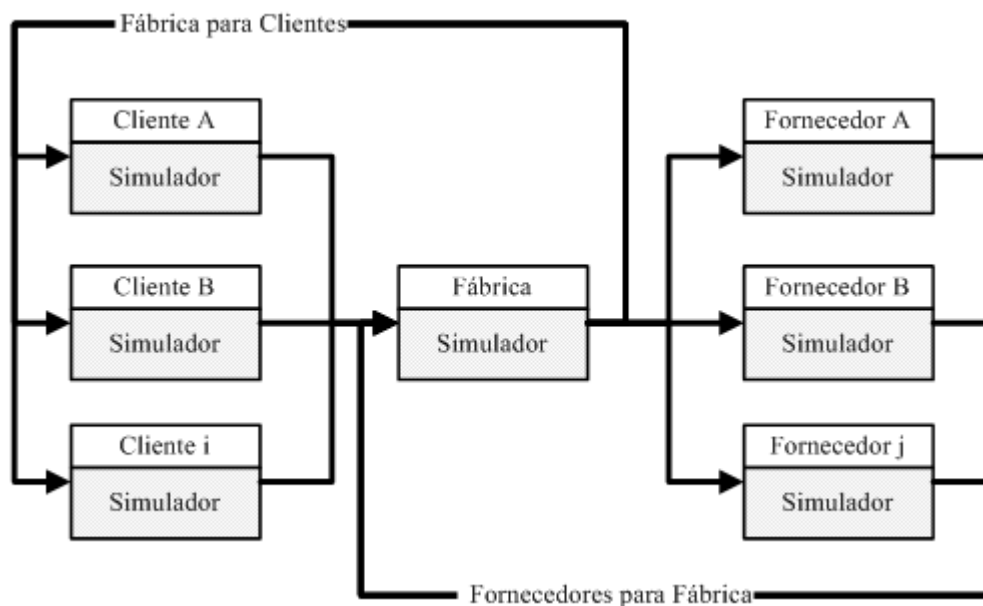 Fábrica para Clientes
Cliente A
Simulador
Fornecedor A
Simulador
Cliente B
Simulador
Fábrica
Simulador
Fornecedor B
Simulador
Cliente i
Simulador
Fornecedor j
Simulador
Fornecedores para Fábrica